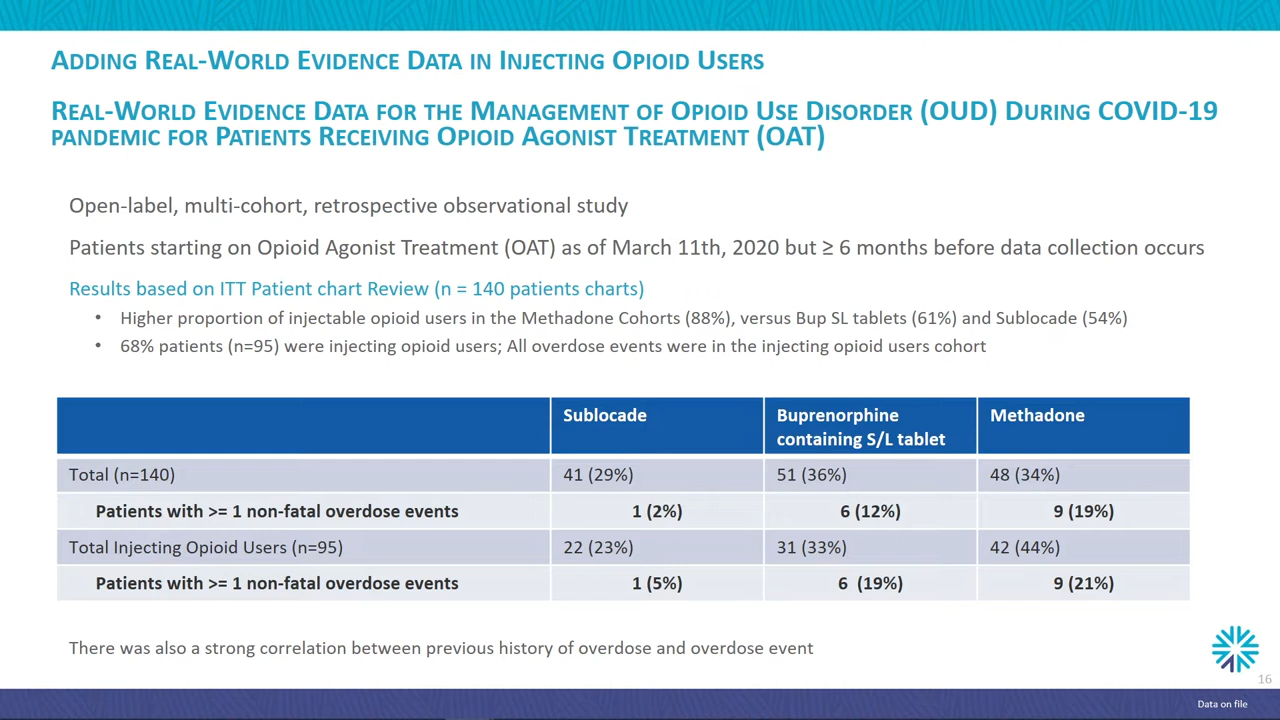 ADDING REAL-WORLD EVIDENCE DATA IN INJECTING OPIOID USERS
REAL-WORLD EVIDENCE DATA FOR THE MANAGEMENT OF OPIOID USE DISORDER (OUD) DURING COVID-19
PANDEMIC FOR PATIENTS RECEIVING OPIOID AGONIST TREATMENT (OAT)
Open-label, multi-cohort, retrospective observational study
Patients starting on Opioid Agonist Treatment (OAT) as of March 11th, 2020 but ≥ 6 months before data collection occurs
Results based on ITT Patient chart Review (n = 140 patients charts)
• Higher proportion of injectable opioid users in the Methadone Cohorts (88%), versus Bup SL tablets (61%) and Sublocade (54%)
• 68% patients (n=95) were injecting opioid users; All overdose events were in the injecting opioid users cohort
Sublocade Buprenorphine Methadone
containing S/L tablet
Total (n=140) 41 (29%) 51 (36%) 48 (34%)
Patients with >= 1 non-fatal overdose events 1 (2%) 6 (12%) 9 (19%)
Total Injecting Opioid Users (n=95) 22 (23%) 31 (33%) 42 (44%)
Patients with >= 1 non-fatal overdose events 1 (5%) 6 (19%) 9 (21%)
There was also a strong correlation between previous history of overdose and overdose event
16
Data on file